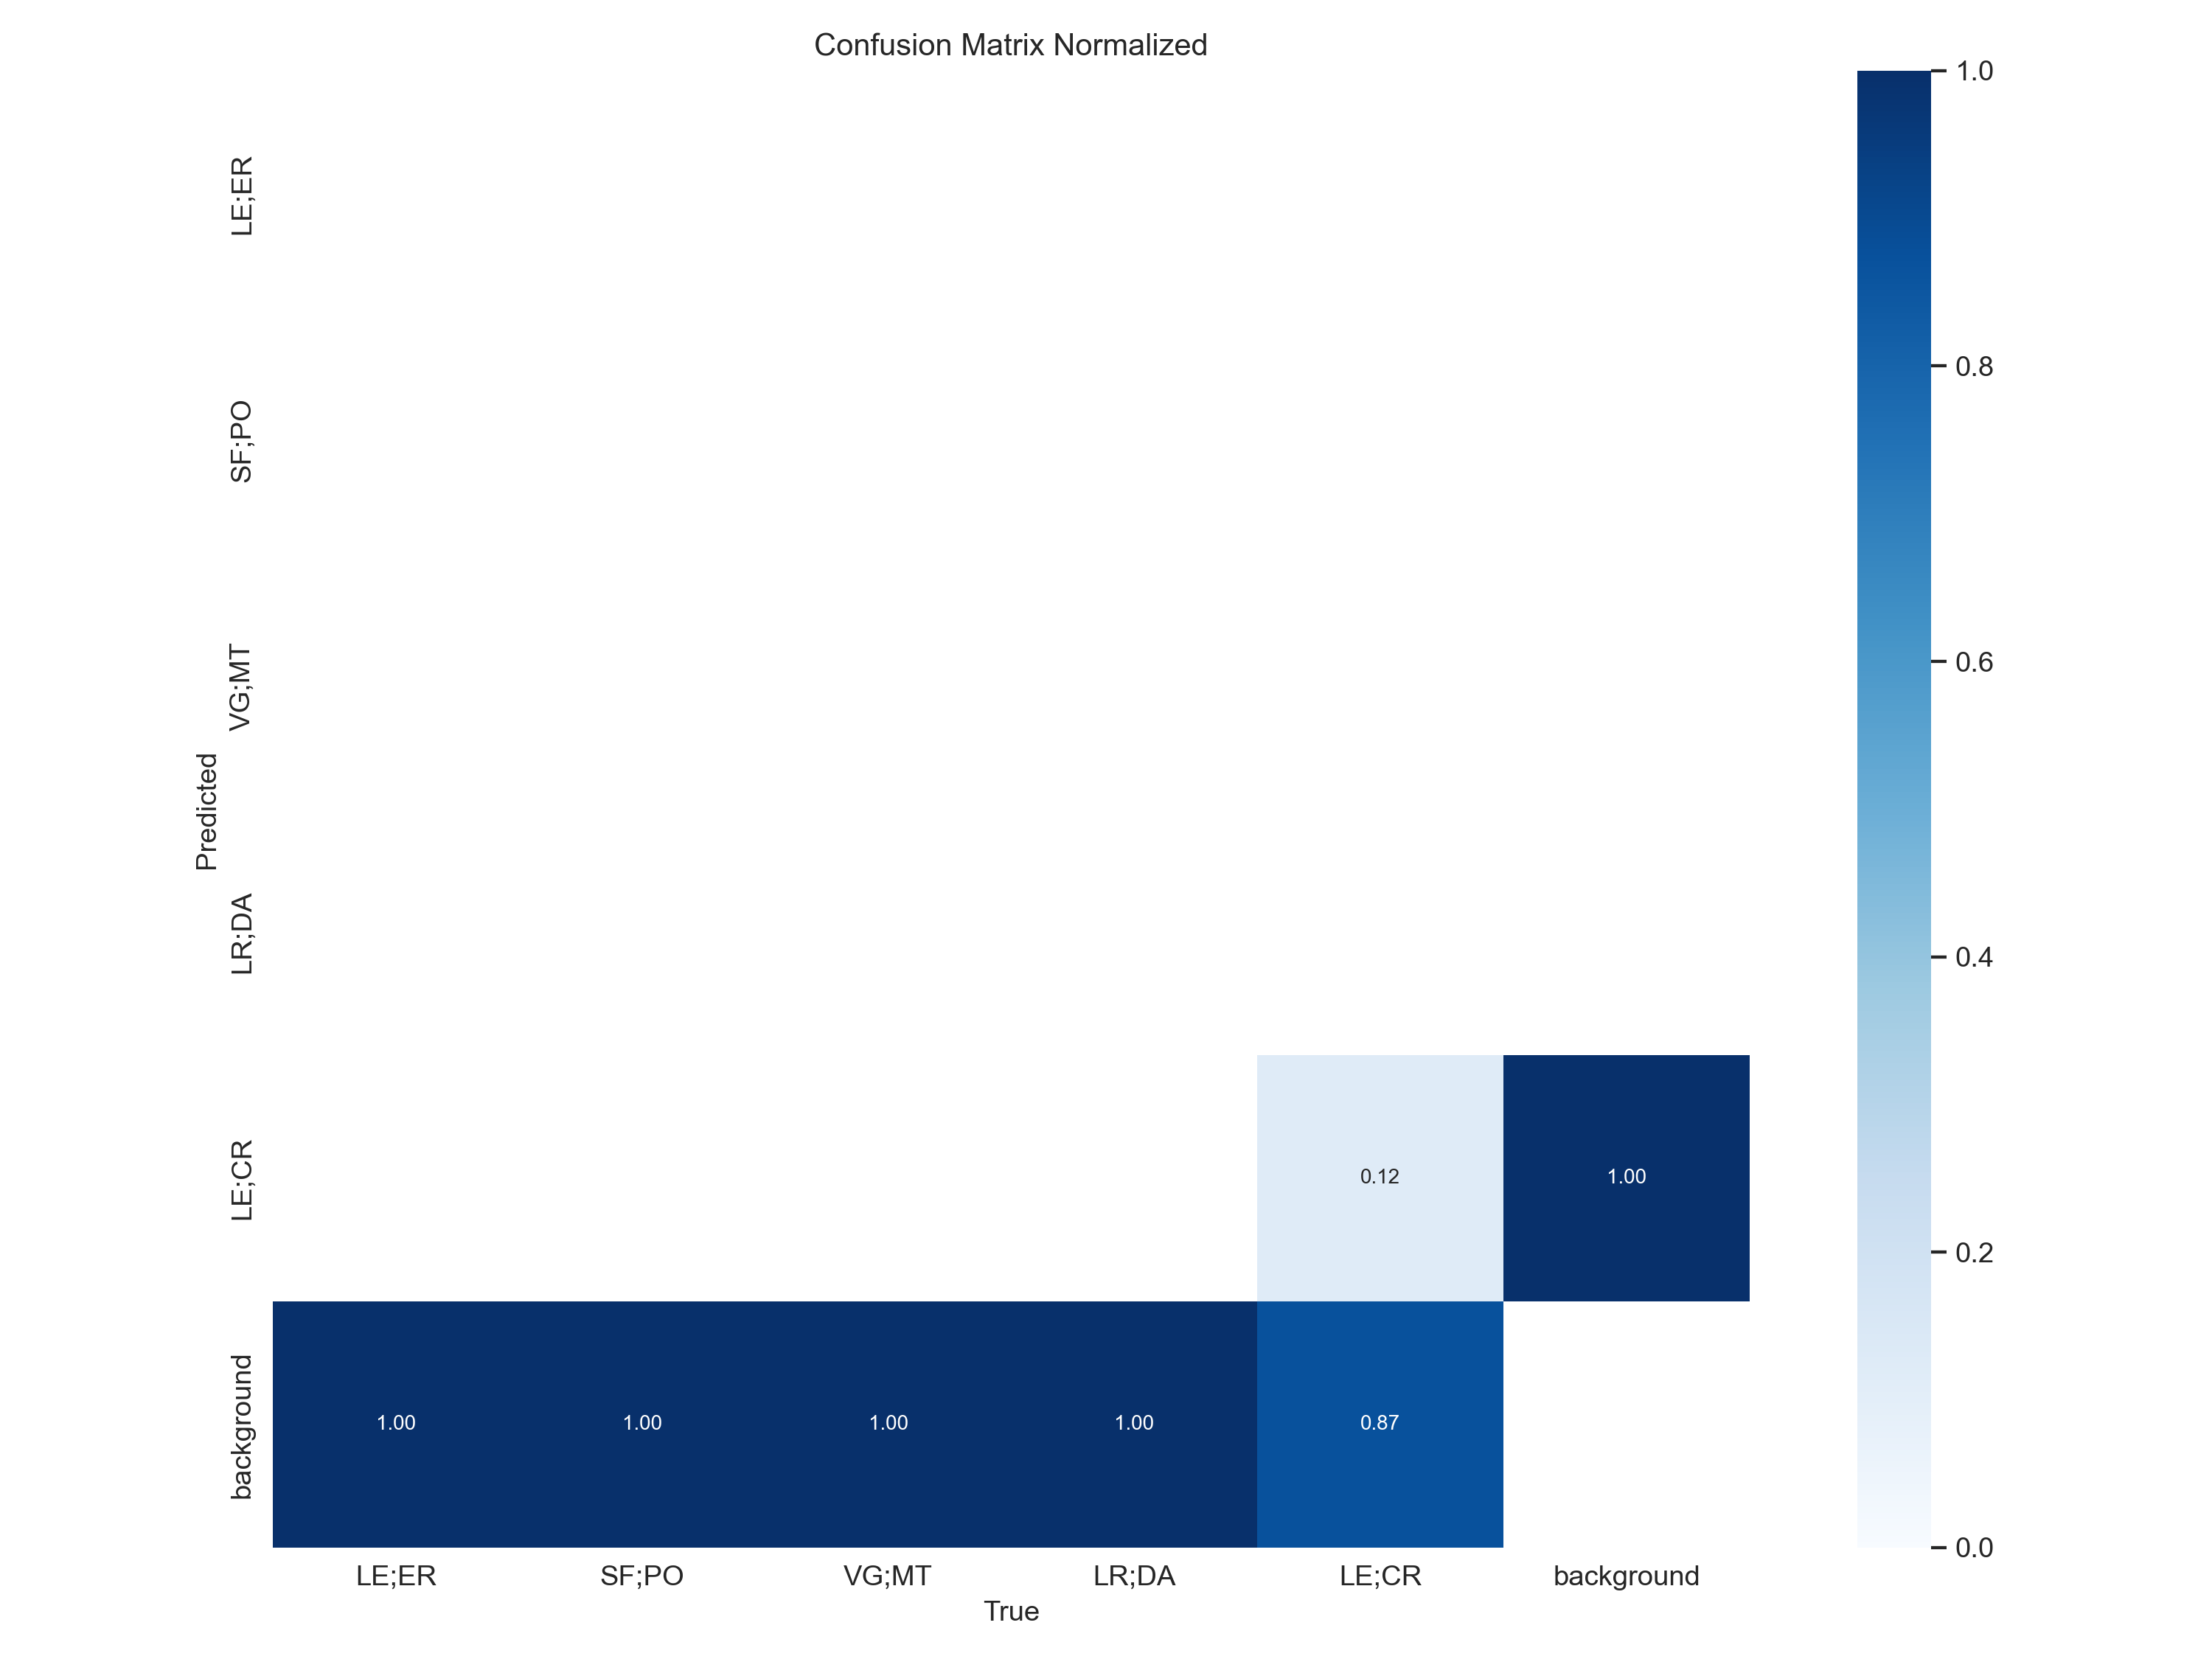 Confusion Matrix Normalized
LE;ER
SF;PO
VG;MT
LR;DA
LE;CR
background
Predicted
0.12
1.00
1.00
1.00
1.00
1.00
0.87
LE;ER
SF;PO
VG;MT
LR;DA
LE;CR
background
True
1.0
0.8
0.6
0.4
0.2
0.0